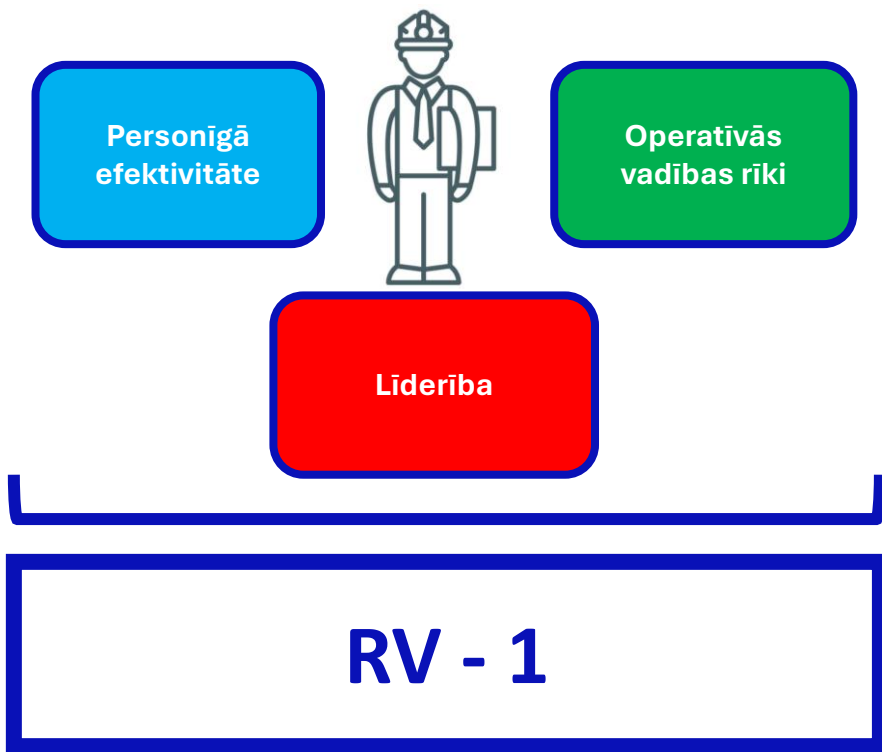 Personīgā
efektivitāte
Operatīvās
vadības rīki
Līderība
RV - 1